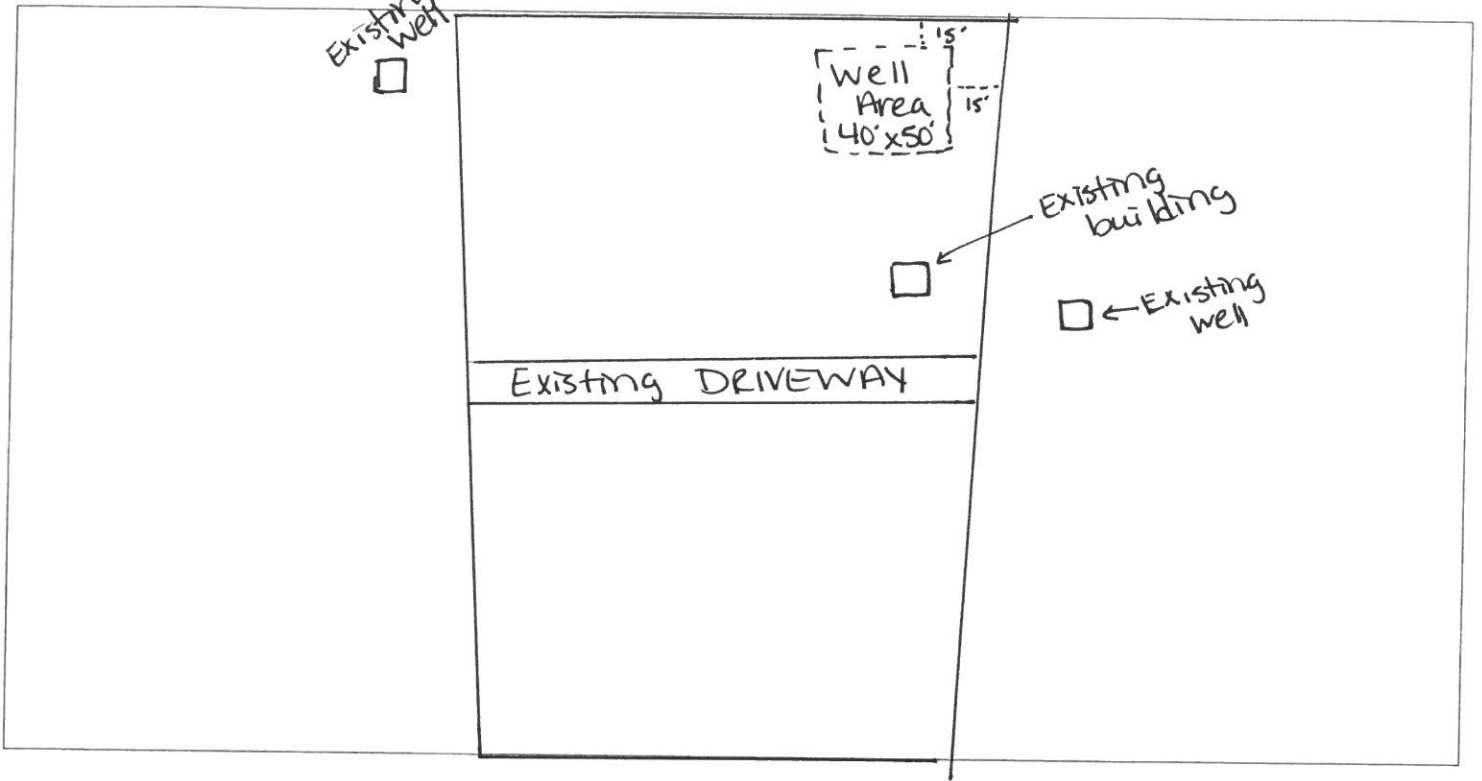 Existing
well
15'
Well
Area
40'x50'
15'
Existing
building
Existing
well
Existing DRIVEWAY